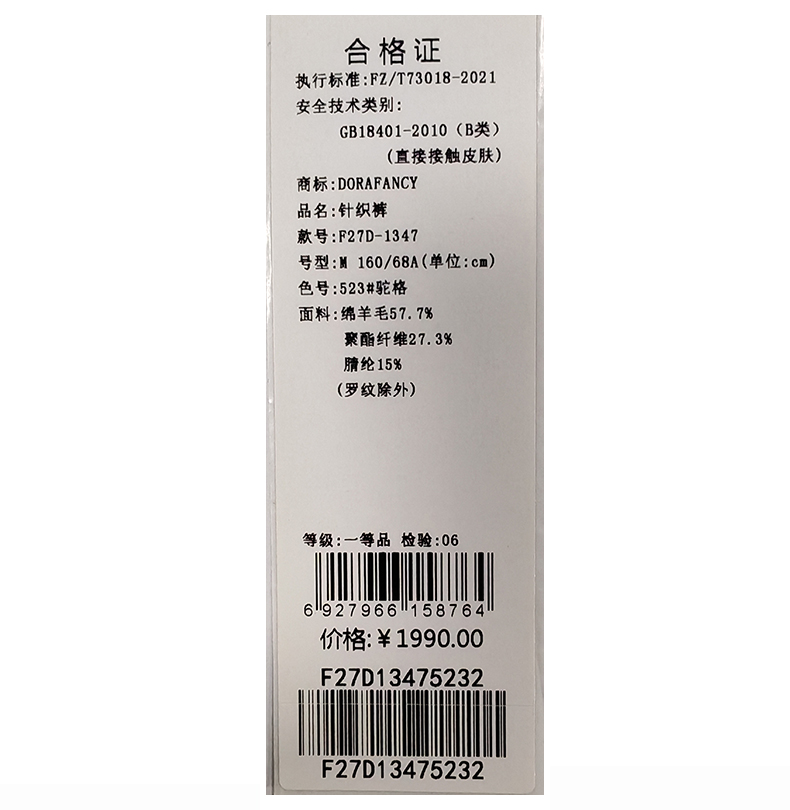 合格证
执行标准:FZ/T73018-2021
安全技术类别:
GB18401-2010（B类）
(直接接触皮肤)
商标:DORAFANCY
品名:针织裤
款号:F27D-1347
号型:M 160/68A(单位:cm)
色号:523#驼格
面料:绵羊毛57.7%
聚酯纤维27.3%
腈纶15%
(罗纹除外)
等级:一等品 检验:06
6 927966 158764
价格:￥1990.00
F27D13475232
F27D13475232